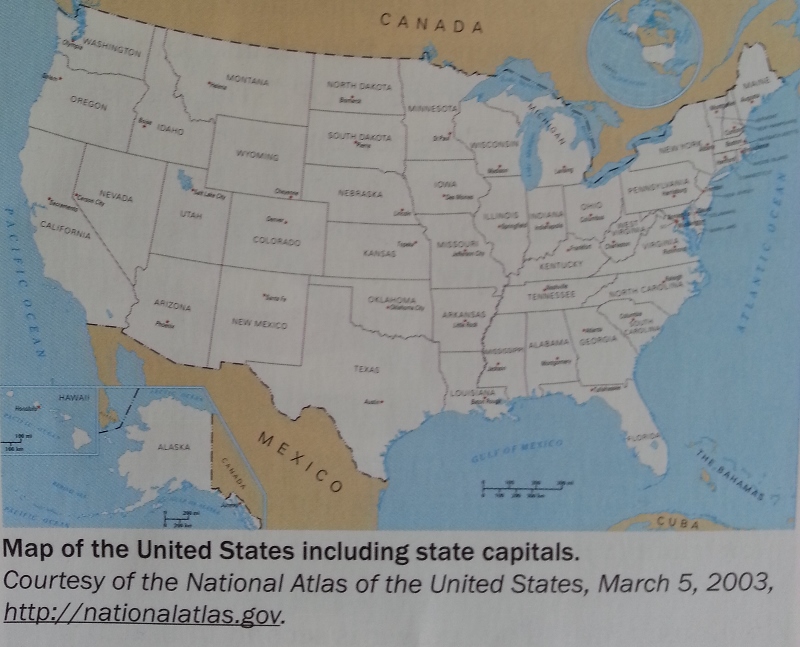 CANADA
WASHINGTON
Olympia
MONTANA
Helena
NORTH DAKOTA
Bismarck
MINNESOTA
St Paul
MAINE
OREGON
Salem
IDAHO
Boise
SOUTH DAKOTA
Pierre
WISCONSIN
Madison
MICHIGAN
Lansing
NEW YORK
WYOMING
Cheyenne
IOWA
Des Moines
PENNSYLVANIA
Harrisburg
NEBRASKA
Lincoln
NEVADA
Carson City
Sacramento
CALIFORNIA
UTAH
Salt Lake City
Denver
COLORADO
KANSAS
Topeka
MISSOURI
Jefferson City
ILLINOIS
Springfield
INDIANA
Indianapolis
OHIO
Columbus
WEST
VIRGINIA
Charleston
VIRGINIA
Richmond
KENTUCKY
Frankfort
PACIFIC OCEAN
ATLANTIC OCEAN
ARIZONA
Phoenix
NEW MEXICO
Santa Fe
OKLAHOMA
Oklahoma City
ARKANSAS
Little Rock
TENNESSEE
Nashville
NORTH CAROLINA
Raleigh
SOUTH
CAROLINA
Columbia
MISSISSIPPI
Jackson
ALABAMA
Montgomery
GEORGIA
Atlanta
TEXAS
Austin
LOUISIANA
Baton Rouge
Tallahassee
FLORIDA
HAWAII
Honolulu
PACIFIC OCEAN
ALASKA
CANADA
Juneau
PACIFIC OCEAN
MEXICO
GULF OF MEXICO
THE BAHAMAS
CUBA
Map of the United States including state capitals.
Courtesy of the National Atlas of the United States, March 5, 2003,
http://nationalatlas.gov.